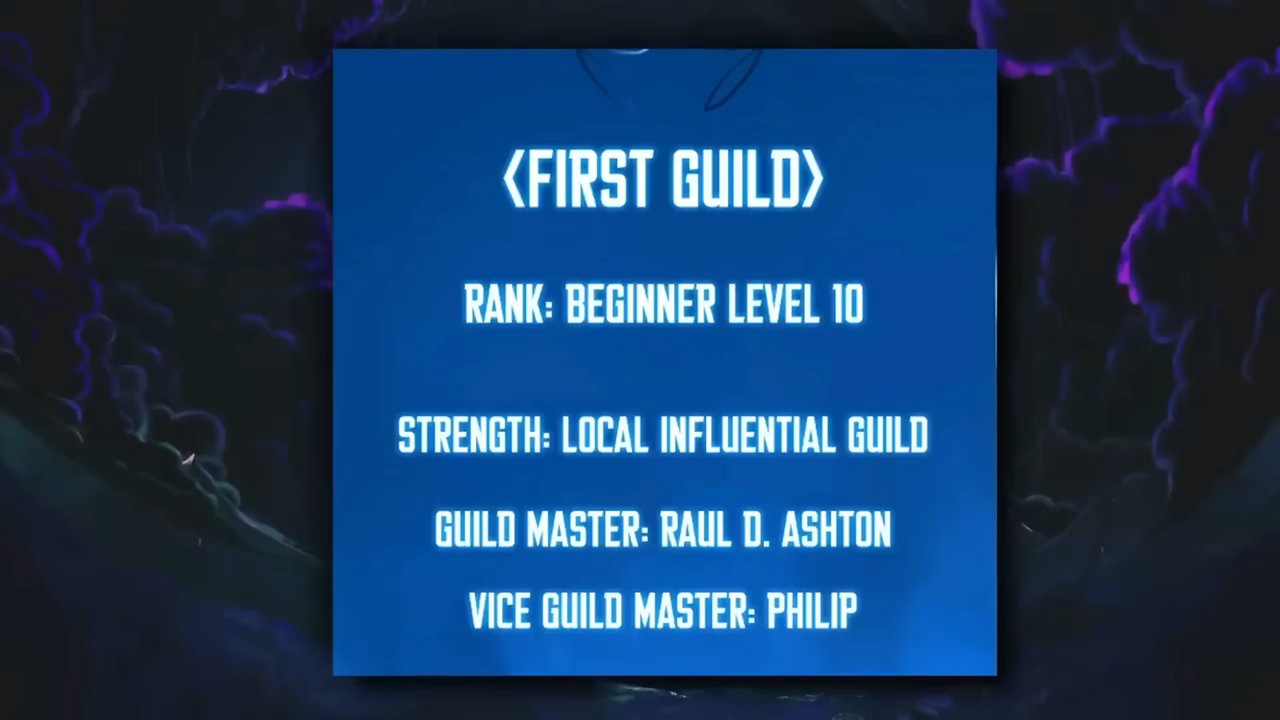 〈FIRST GUILD〉
RANK: BEGINNER LEVEL 10
STRENGTH: LOCAL INFLUENTIAL GUILD
GUILD MASTER: RAUL D. ASHTON
VICE GUILD MASTER: PHILIP